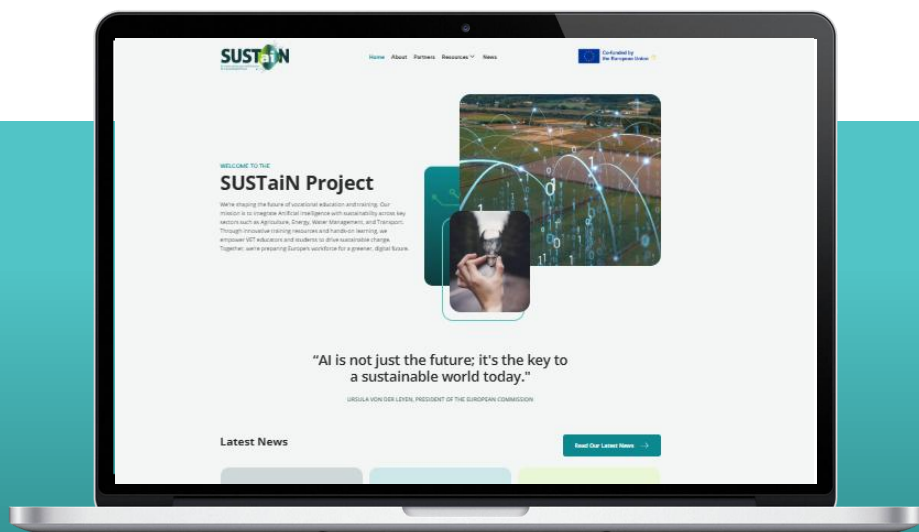 SUSTaiN
Home About Partners Resources News
Co-funded by
the European Union
WELCOME TO THE
SUSTaiN Project
We're shaping the future of vocational education and training. Our
mission is to integrate Artificial Intelligence with sustainability across key
sectors such as Agriculture, Energy, Water Management, and Transport.
Through innovative training resources and hands-on learning, we
empower VET educators and students to drive sustainable change.
Together, we're preparing Europe's workforce for a greener, digital future.
“AI is not just the future; it's the key to
a sustainable world today."
URSULA VON DER LEYEN, PRESIDENT OF THE EUROPEAN COMMISSION
Latest News
Read Our Latest News